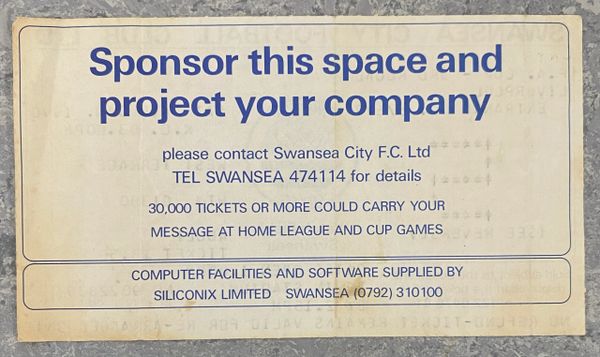 Sponsor this space and
project your company
please contact Swansea City F.C. Ltd
TEL SWANSEA 474114 for details
30,000 TICKETS OR MORE COULD CARRY YOUR
MESSAGE AT HOME LEAGUE AND CUP GAMES
COMPUTER FACILITIES AND SOFTWARE SUPPLIED BY
SILICONIX LIMITED SWANSEA (0792) 310100